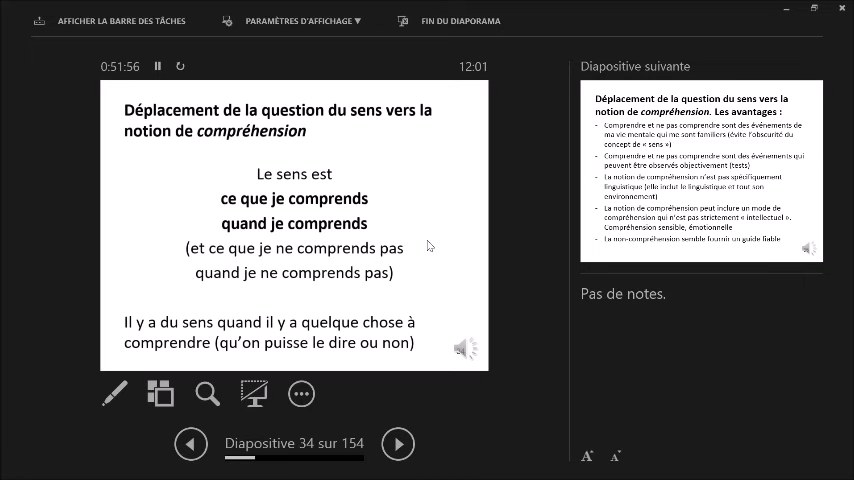 AFFICHER LA BARRE DES TÂCHES
PARAMÈTRES D'AFFICHAGE ▼
FIN DU DIAPORAMA
0:51:56
12:01
Déplacement de la question du sens vers la
notion de compréhension
Le sens est
ce que je comprends
quand je comprends
(et ce que je ne comprends pas
quand je ne comprends pas)
Il y a du sens quand il y a quelque chose à
comprendre (qu'on puisse le dire ou non)
Diapositive 34 sur 154
Diapositive suivante
Déplacement de la question du sens vers la
notion de compréhension. Les avantages :
- Comprendre et ne pas comprendre sont des événements de
ma vie mentale qui me sont familiers (évite l'obscurité du
concept de « sens »)
- Comprendre et ne pas comprendre sont des événements qui
peuvent être observés objectivement (tests)
- La notion de compréhension n'est pas spécifiquement
linguistique (elle inclut le linguistique et tout son
environnement)
- La notion de compréhension peut inclure un mode de
compréhension qui n'est pas strictement « intellectuel ».
Compréhension sensible, émotionnelle
- La non-compréhension semble fournir un guide fiable
Pas de notes.
A A